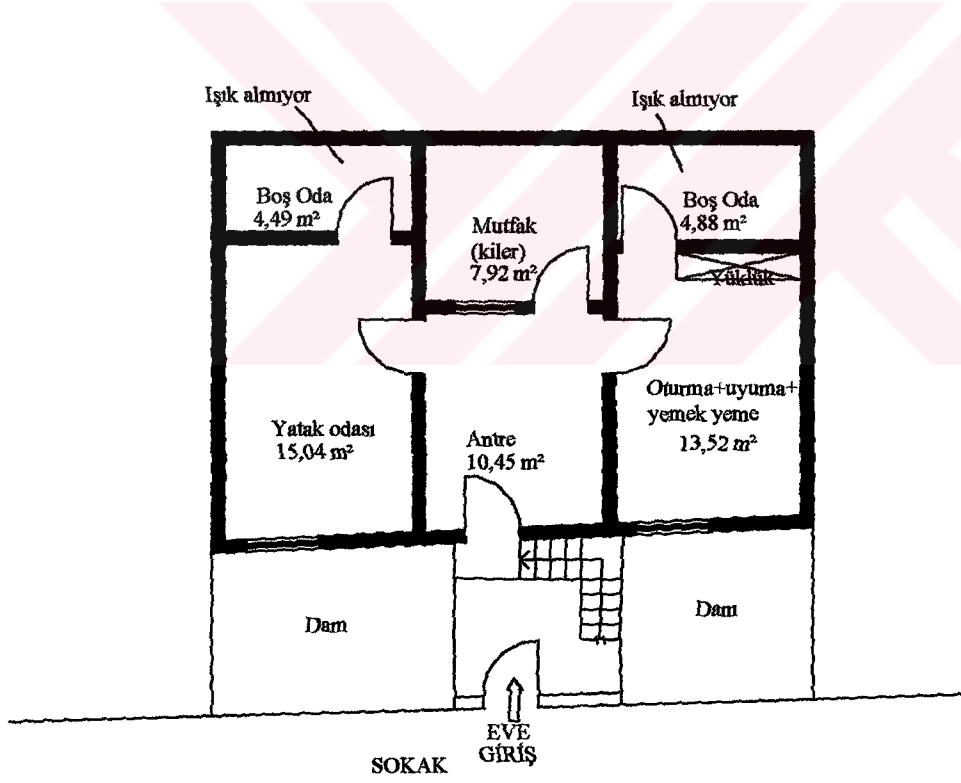 Işık almıyor
Işık almıyor
Boş Oda
4,49 m²
Mutfak
(kiler)
7,92 m²
Boş Oda
4,88 m²
Yüklük
Yatak odası
15,04 m²
Antre
10,45 m²
Oturma+uyuma+
yemek yeme
13,52 m²
Dam
Dam
EVE
GİRİŞ
SOKAK